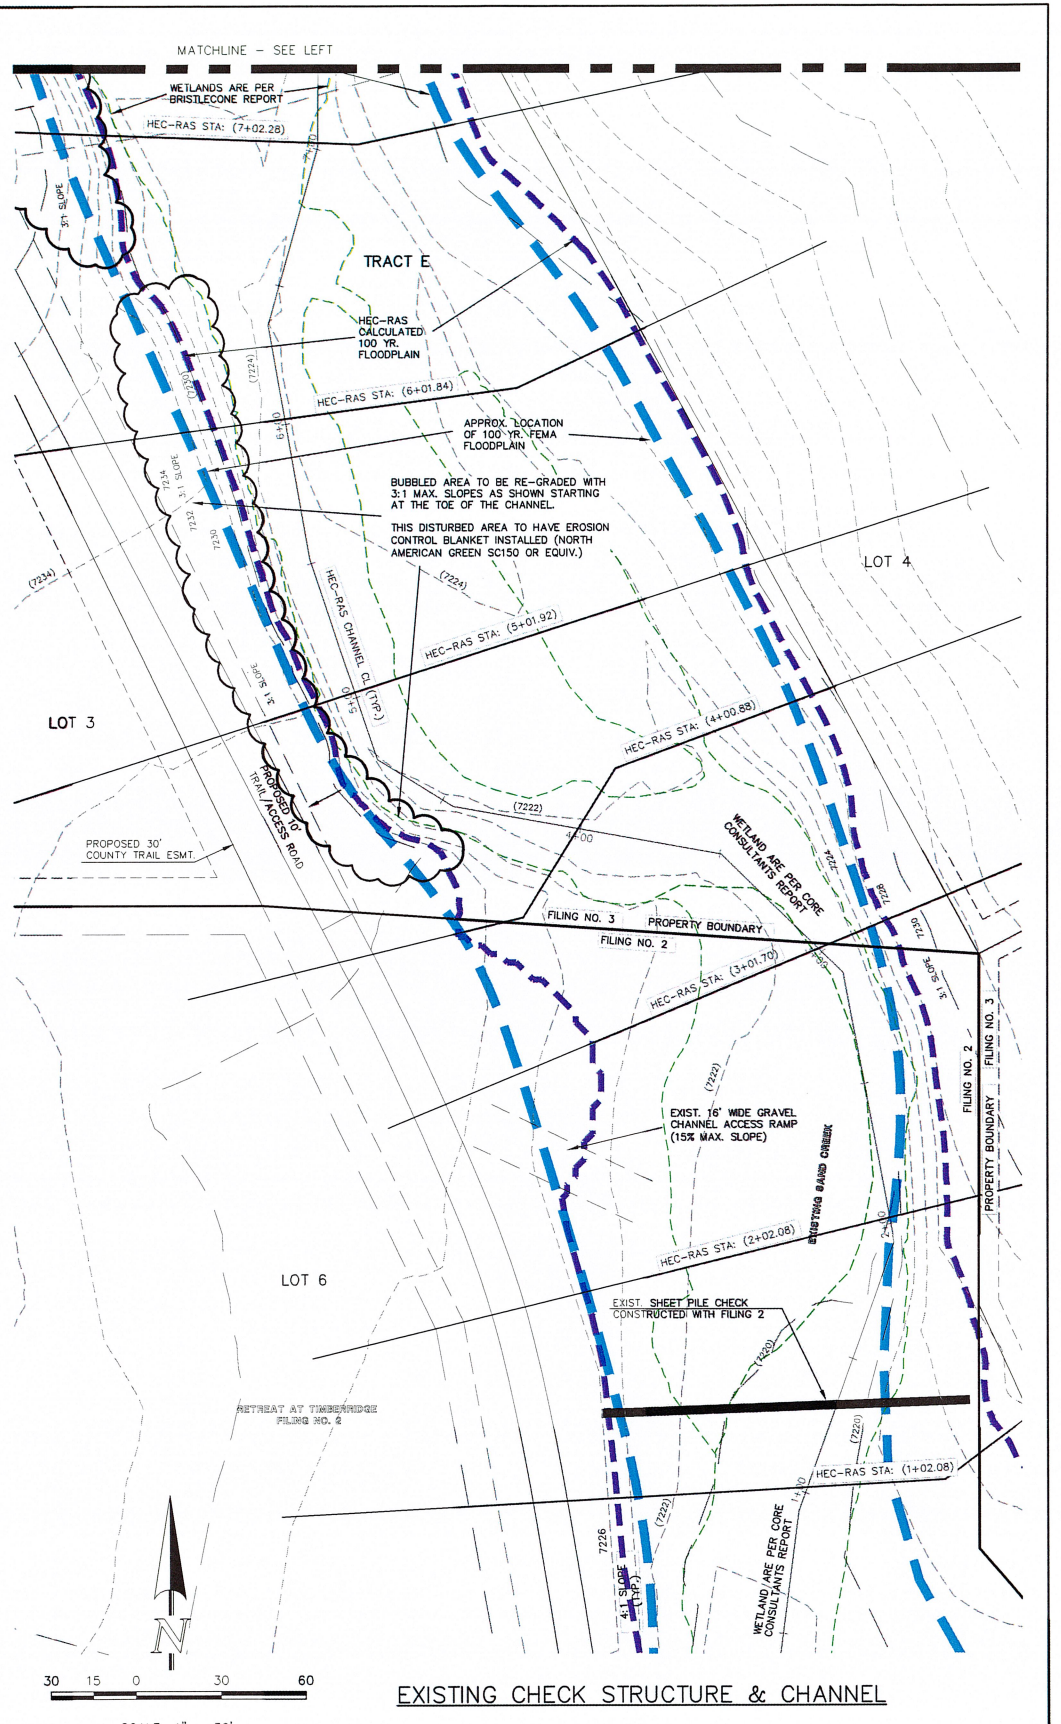 MATCHLINE - SEE LEFT
WETLANDS ARE PER
BRISTLECONE REPORT
HEC-RAS STA: (7+02.28)
7+00
3:1 SLOPE
TRACT E
HEC-RAS
CALCULATED
100 YR.
FLOODPLAIN
(7224)
(7230)
HEC-RAS STA: (6+01.84)
6+00
APPROX. LOCATION
OF 100 YR. FEMA
FLOODPLAIN
7234
3:1 SLOPE
7232
7230
BUBBLED AREA TO BE RE-GRADED WITH
3:1 MAX. SLOPES AS SHOWN STARTING
AT THE TOE OF THE CHANNEL.
THIS DISTURBED AREA TO HAVE EROSION
CONTROL BLANKET INSTALLED (NORTH
AMERICAN GREEN SC150 OR EQUIV.)
(7234)
(7224)
LOT 4
HEC-RAS CHANNEL CL (TYP.)
HEC-RAS STA: (5+01.92)
5+00
3:1 SLOPE
LOT 3
HEC-RAS STA: (4+00.88)
PROPOSED 10'
TRAIL/ACCESS ROAD
(7222)
4+00
PROPOSED 30'
COUNTY TRAIL ESMT.
WETLAND ARE PER CORE
CONSULTANTS REPORT
7224
7228
7230
3:1 SLOPE
FILING NO. 3
PROPERTY BOUNDARY
FILING NO. 2
HEC-RAS STA: (3+01.70)
FILING NO. 2
FILING NO. 3
PROPERTY BOUNDARY
(7222)
EXIST. 16' WIDE GRAVEL
CHANNEL ACCESS RAMP
(15% MAX. SLOPE)
EXISTING SAND CREEK
2+00
HEC-RAS STA: (2+02.08)
LOT 6
EXIST. SHEET PILE CHECK
CONSTRUCTED WITH FILING 2
(7220)
RETREAT AT TIMBERRIDGE
FILING NO. 2
(7220)
HEC-RAS STA: (1+02.08)
1+00
(7222)
7226
4:1 SLOPE
(TYP.)
WETLAND ARE PER CORE
CONSULTANTS REPORT
N
30 15 0 30 60
EXISTING CHECK STRUCTURE & CHANNEL